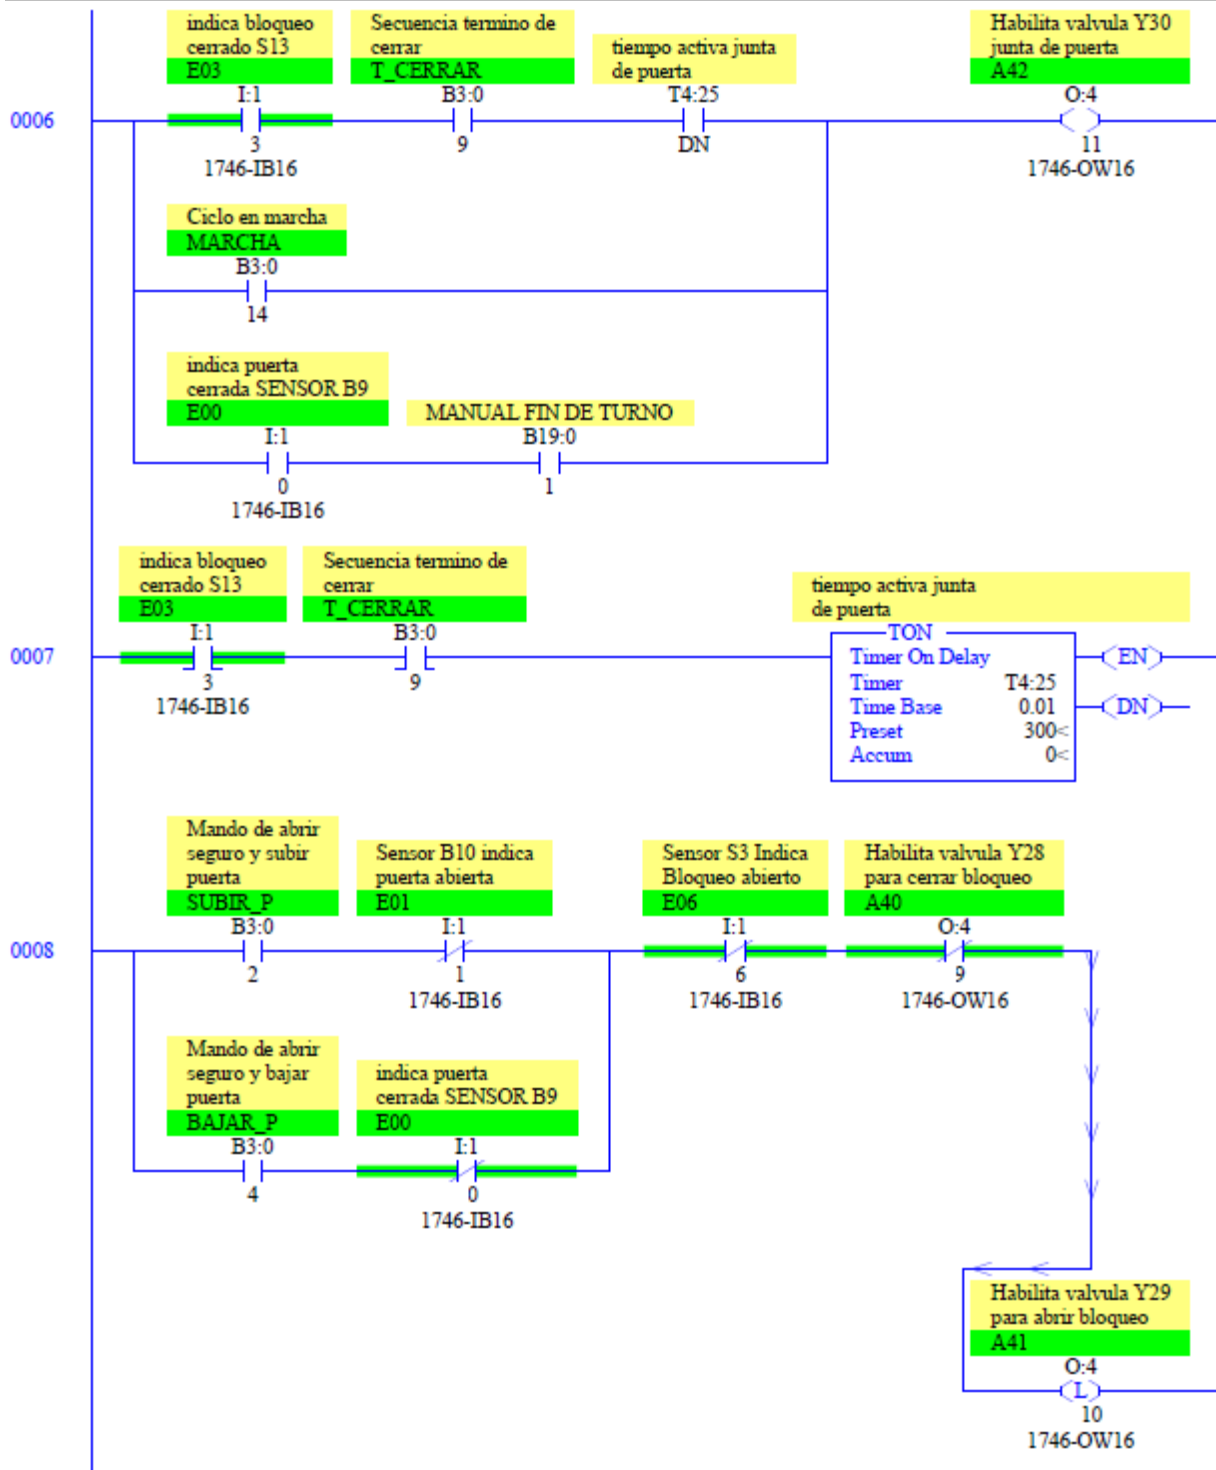 indica bloqueo
cerrado S13
E03
I:1
3
1746-IB16
Secuencia termino de
cerrar
T_CERRAR
B3:0
9
tiempo activa junta
de puerta
T4:25
DN
Habilita valvula Y30
junta de puerta
A42
O:4
11
1746-OW16
0006
Ciclo en marcha
MARCHA
B3:0
14
indica puerta
cerrada SENSOR B9
E00
I:1
0
1746-IB16
MANUAL FIN DE TURNO
B19:0
1
0007
indica bloqueo
cerrado S13
E03
I:1
3
1746-IB16
Secuencia termino de
cerrar
T_CERRAR
B3:0
9
tiempo activa junta
de puerta
TON
Timer On Delay
Timer T4:25
Time Base 0.01
Preset 300<
Accum 0<
EN
DN
0008
Mando de abrir
seguro y subir
puerta
SUBIR_P
B3:0
2
Sensor B10 indica
puerta abierta
E01
I:1
1
1746-IB16
Sensor S3 Indica
Bloqueo abierto
E06
I:1
6
1746-IB16
Habilita valvula Y28
para cerrar bloqueo
A40
O:4
9
1746-OW16
Mando de abrir
seguro y bajar
puerta
BAJAR_P
B3:0
4
indica puerta
cerrada SENSOR B9
E00
I:1
0
1746-IB16
Habilita valvula Y29
para abrir bloqueo
A41
O:4
L
10
1746-OW16